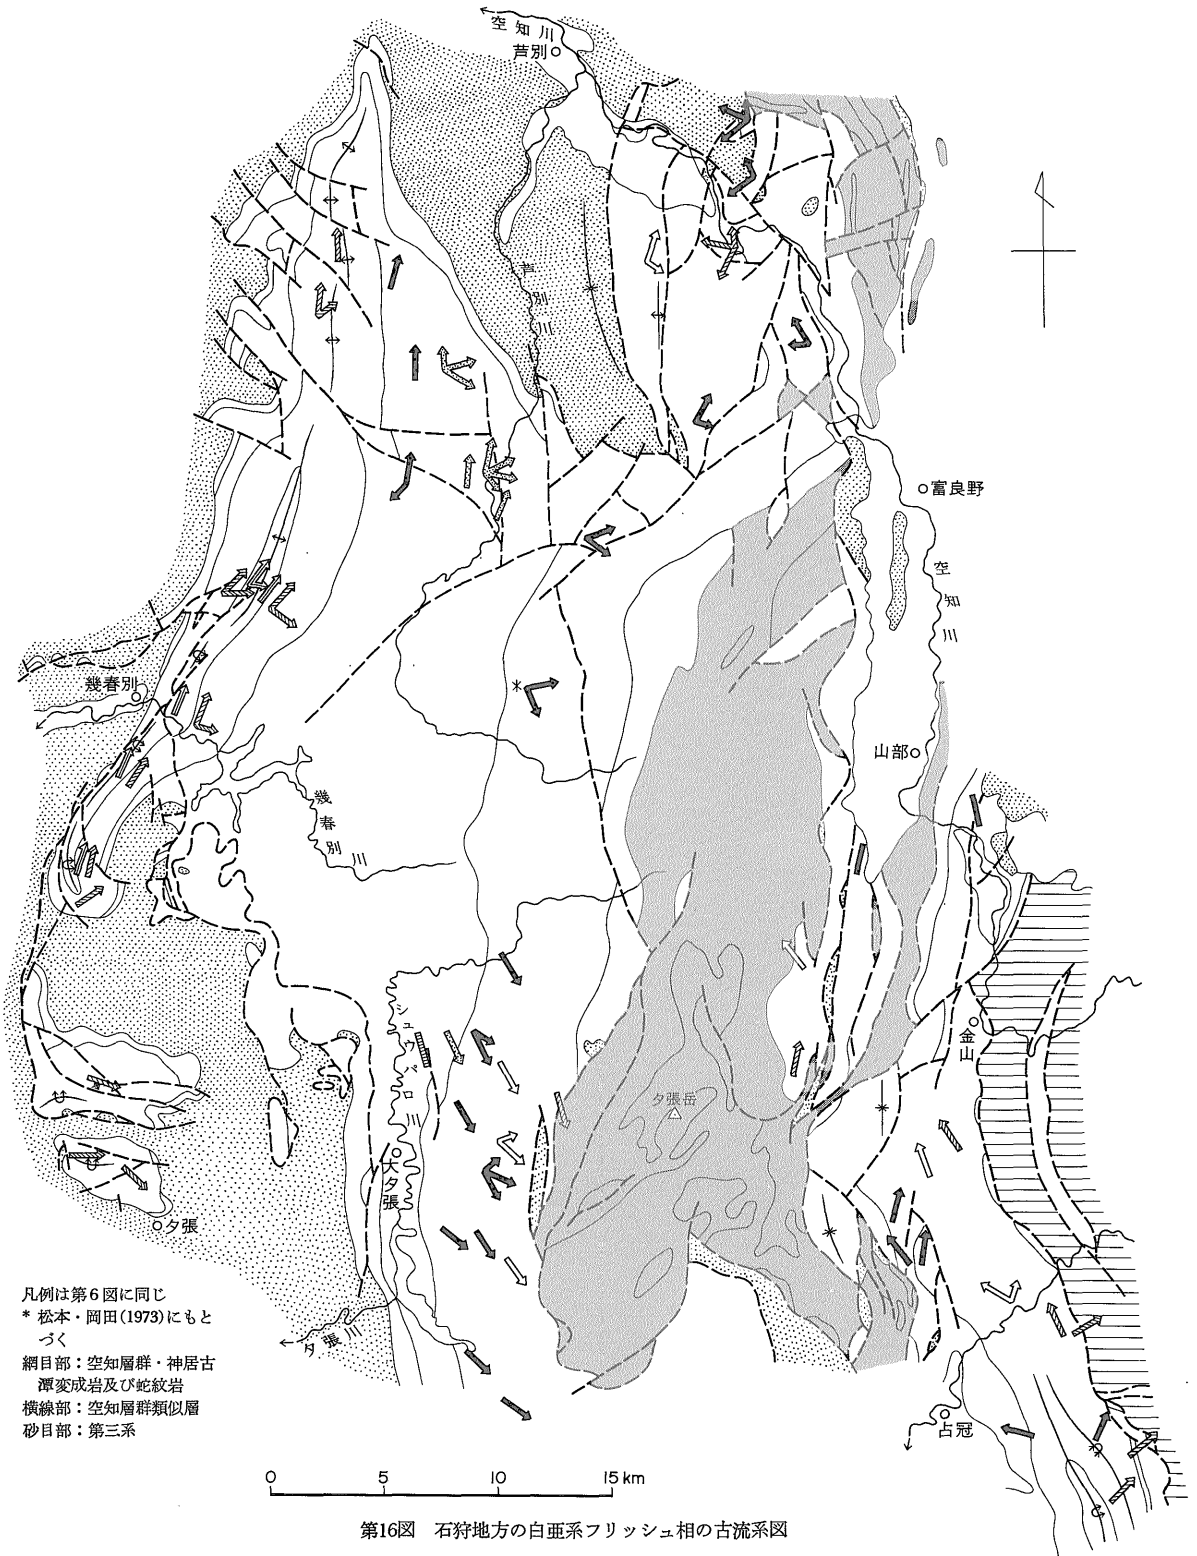 空知川
芦別
芦別川
富良野
空知川
幾春別
山部
幾春別川
シュウパロ川
金山
夕張岳
大夕張
夕張
夕張川
占冠
凡例は第6図に同じ
* 松本・岡田(1973)にもと
づく
網目部:空知層群・神居古
潭変成岩及び蛇紋岩
横線部:空知層群類似層
砂目部:第三系
0 5 10 15 km
第16図 石狩地方の白亜系フリッシュ相の古流系図